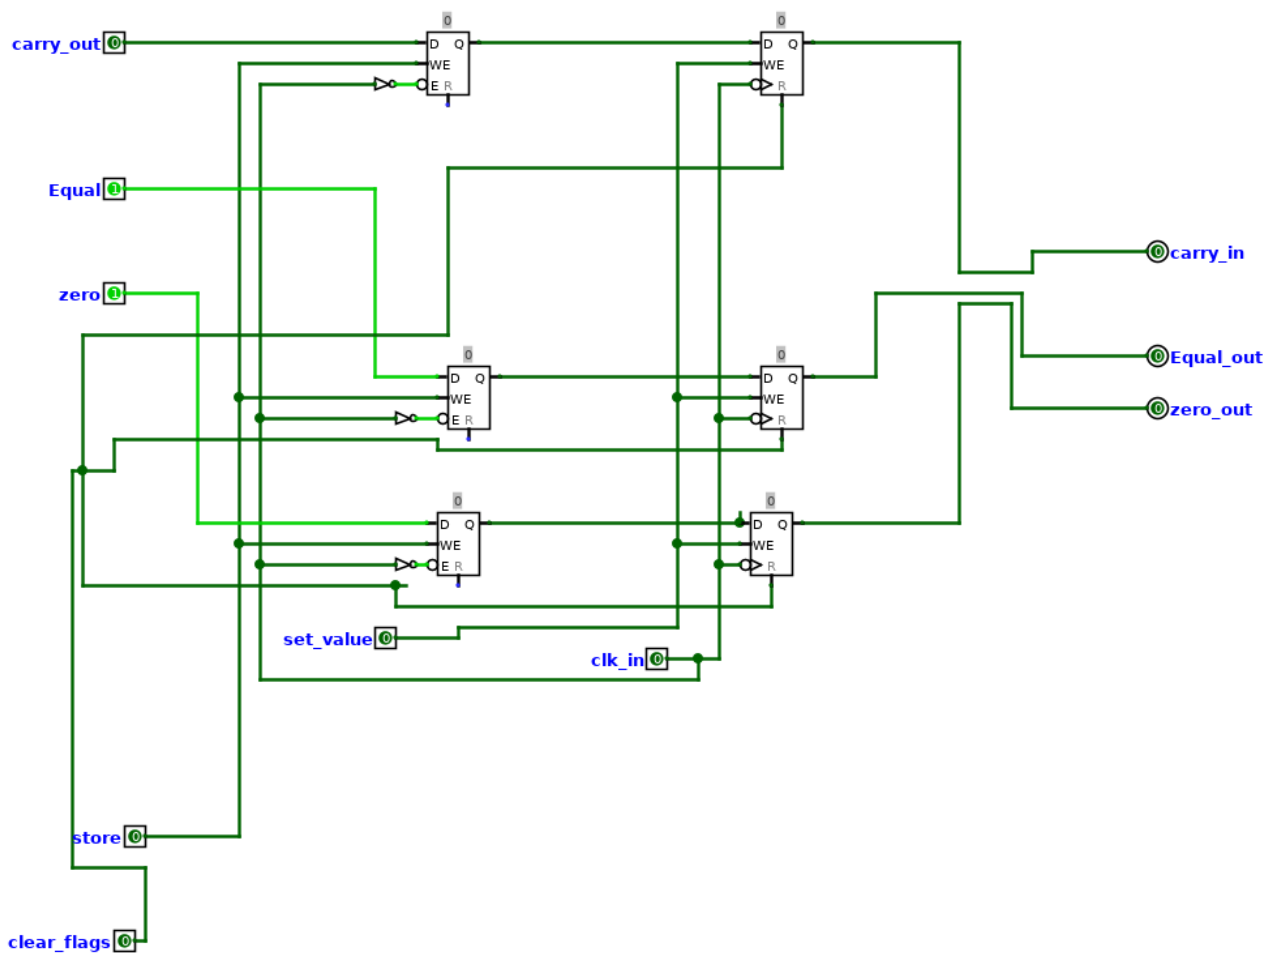 0 0
carry_out 0 D Q D Q
WE WE
E R R
Equal 1
zero 1
carry_in
0
0 0
Equal_out
0
D Q D Q
WE WE
zero_out
0
E R R
0 0
D Q D Q
WE WE
E R R
set_value 0
clk_in 0
store 0
clear_flags 0